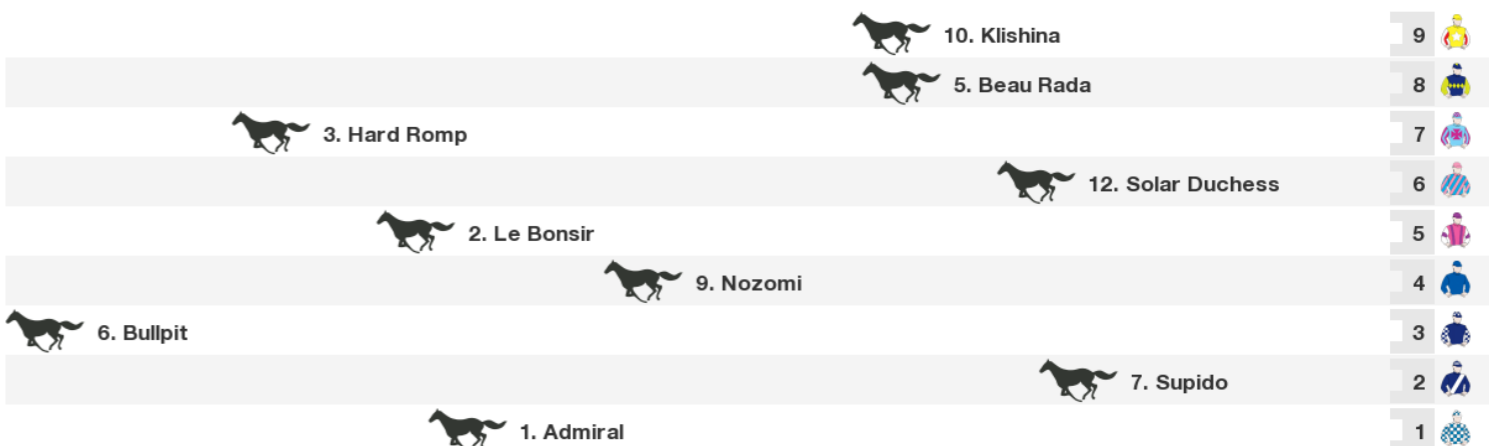 10. Klishina 9
5. Beau Rada 8
3. Hard Romp 7
12. Solar Duchess 6
2. Le Bonsir 5
9. Nozomi 4
6. Bullpit 3
7. Supido 2
1. Admiral 1